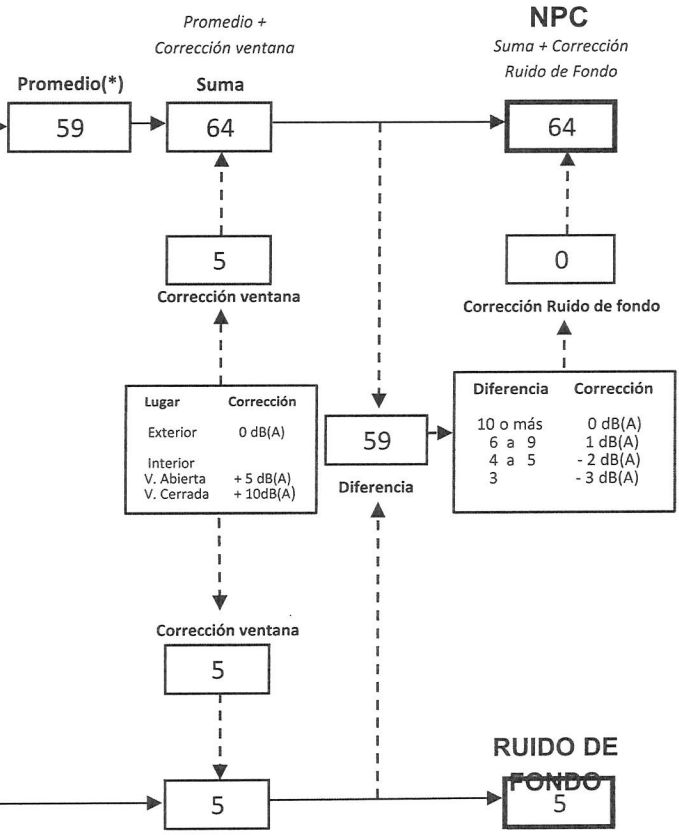 Promedio +
Corrección ventana
NPC
Suma + Corrección
Ruido de Fondo
Promedio(*)
Suma
59
64
64
5
0
Corrección ventana
Corrección Ruido de fondo
Lugar Corrección
Exterior 0 dB(A)
Interior
V. Abierta + 5 dB(A)
V. Cerrada + 10dB(A)
59
Diferencia
Diferencia Corrección
10 o más 0 dB(A)
6 a 9 1 dB(A)
4 a 5 - 2 dB(A)
3 - 3 dB(A)
Corrección ventana
5
RUIDO DE
FONDO
5
5